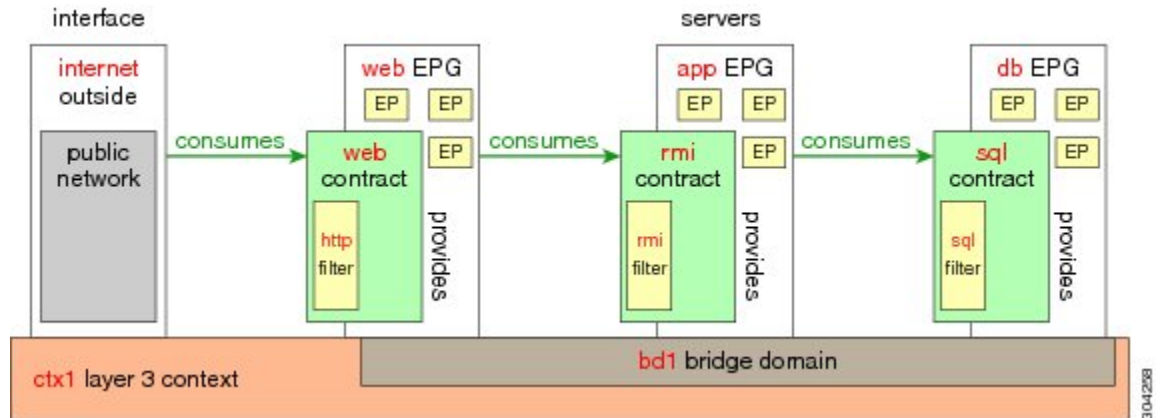 interface
servers
internet
outside
public
network
consumes
web EPG
EP
EP
EP
web
contract
http
filter
provides
consumes
app EPG
EP
EP
EP
rmi
contract
rmi
filter
provides
consumes
db EPG
EP
EP
EP
sql
contract
sql
filter
provides
bd1 bridge domain
ctx1 layer 3 context
304258